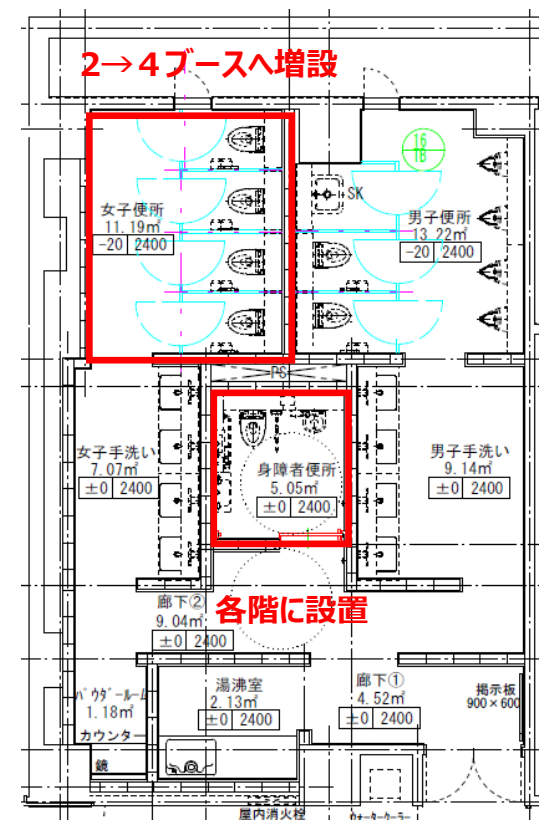 2→4ブースへ増設
16
TB
SK
女子便所
11.19㎡
-20 2400
男子便所
13.22㎡
-20 2400
PS
女子手洗い
7.07㎡
±0 2400
身障者便所
5.05㎡
±0 2400
男子手洗い
9.14㎡
±0 2400
廊下②
9.04㎡
±0 2400
各階に設置
パウダールーム
1.18㎡
カウンター
鏡
湯沸室
2.13㎡
±0 2400
廊下①
4.52㎡
±0 2400
掲示板
900×600
屋内消火栓
ウォータークーラー